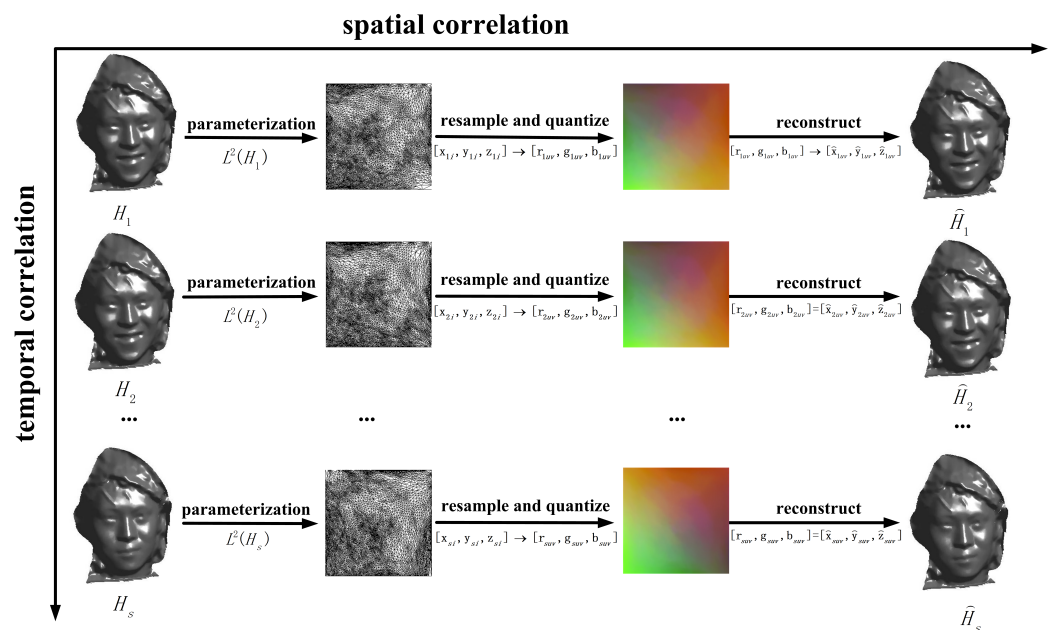 spatial correlation
temporal correlation
parameterization
L²(H₁)
resample and quantize
[x₁ᵢ, y₁ᵢ, z₁ᵢ] → [r₁ᵤᵥ, g₁ᵤᵥ, b₁ᵤᵥ]
reconstruct
[r₁ᵤᵥ, g₁ᵤᵥ, b₁ᵤᵥ] → [x̂₁ᵤᵥ, ŷ₁ᵤᵥ, ẑ₁ᵤᵥ]
H₁
Ĥ₁
parameterization
L²(H₂)
resample and quantize
[x₂ᵢ, y₂ᵢ, z₂ᵢ] → [r₂ᵤᵥ, g₂ᵤᵥ, b₂ᵤᵥ]
reconstruct
[r₂ᵤᵥ, g₂ᵤᵥ, b₂ᵤᵥ]=[x̂₂ᵤᵥ, ŷ₂ᵤᵥ, ẑ₂ᵤᵥ]
H₂
Ĥ₂
... ... ... ...
parameterization
L²(Hₛ)
resample and quantize
[xₛᵢ, yₛᵢ, zₛᵢ] → [rₛᵤᵥ, gₛᵤᵥ, bₛᵤᵥ]
reconstruct
[rₛᵤᵥ, gₛᵤᵥ, bₛᵤᵥ]=[x̂ₛᵤᵥ, ŷₛᵤᵥ, ẑₛᵤᵥ]
Hₛ
Ĥₛ